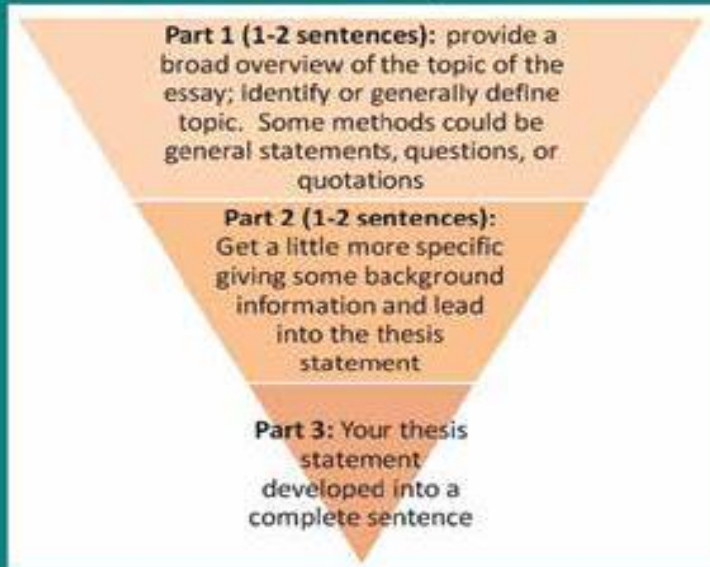 Part 1 (1-2 sentences): provide a
broad overview of the topic of the
essay; identify or generally define
topic. Some methods could be
general statements, questions, or
quotations
Part 2 (1-2 sentences):
Get a little more specific
giving some background
information and lead
into the thesis
statement
Part 3: Your thesis
statement
developed into a
complete sentence